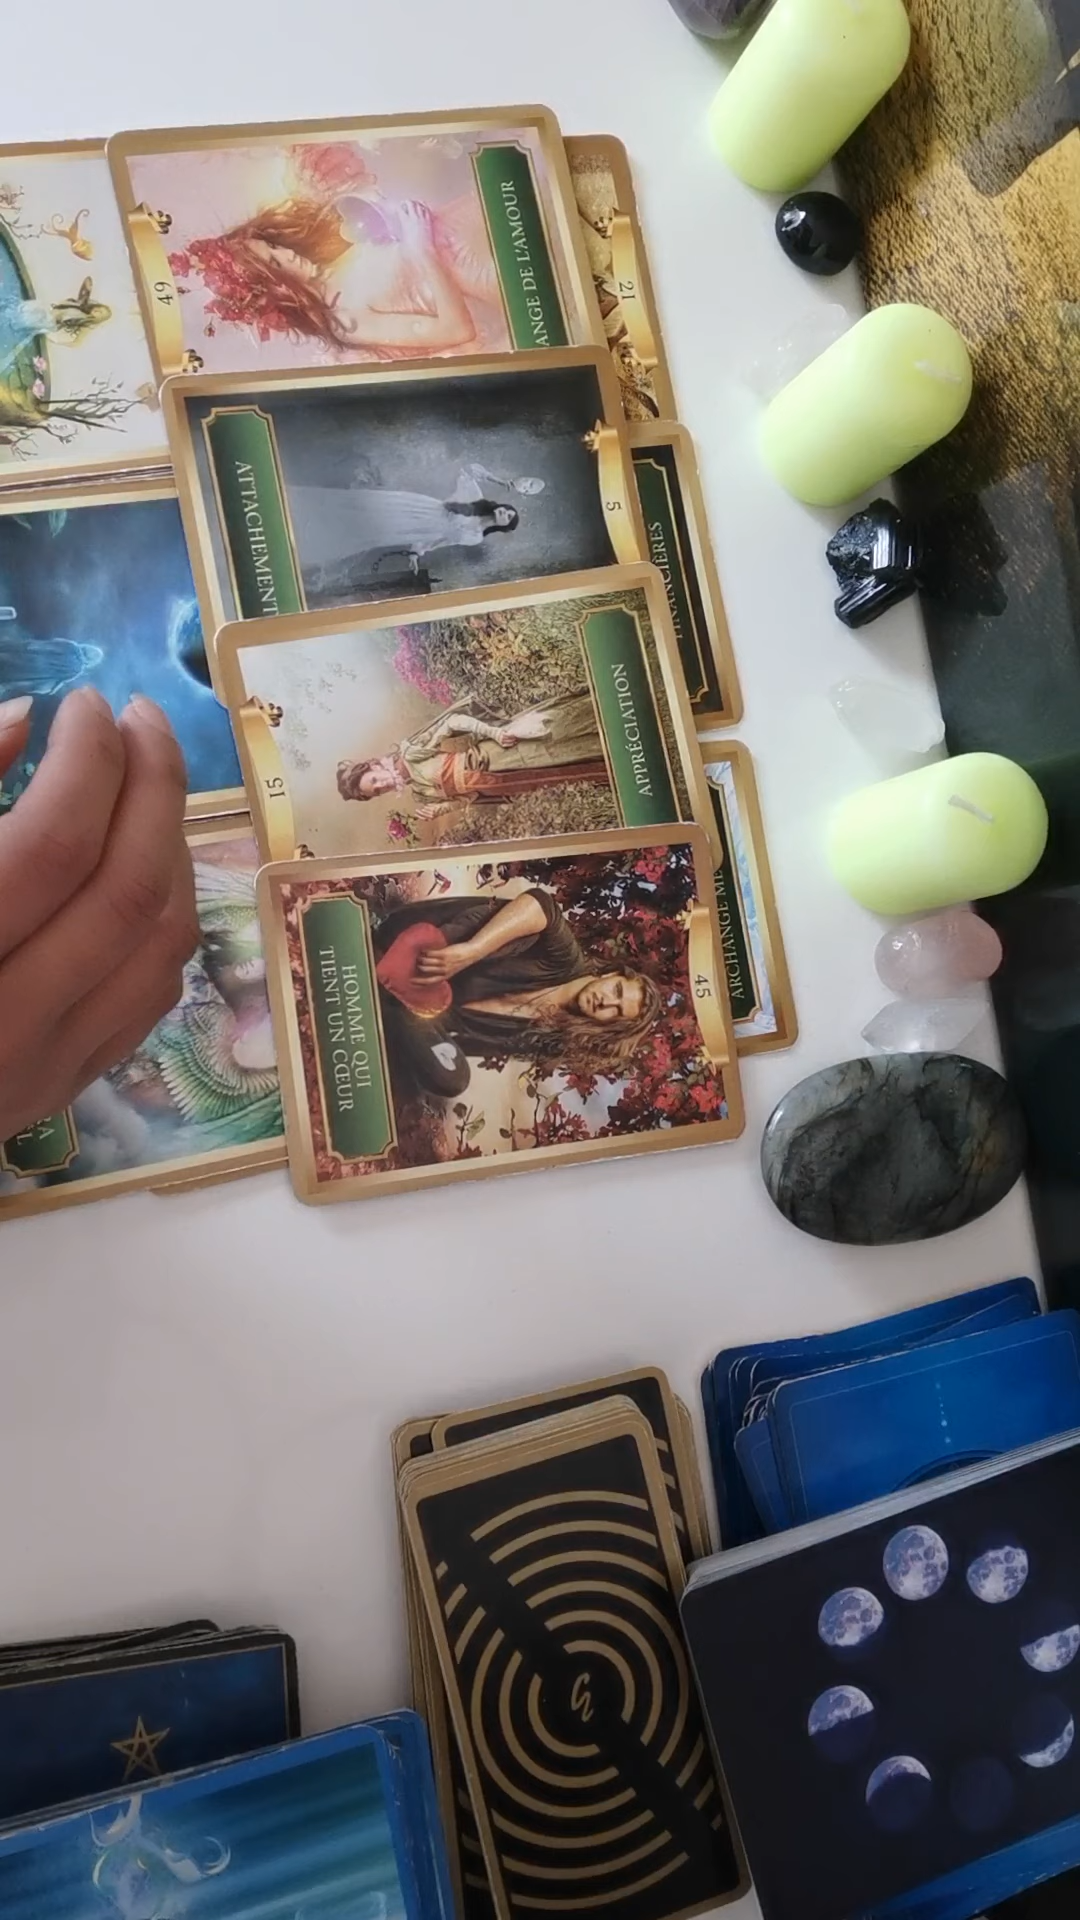 49
ANGE DE L'AMOUR
21
ATTACHEMENT
5
FINANCIÈRES
15
APPRÉCIATION
ARCHANGE
HOMME QUI
TIENT UN CŒUR
45